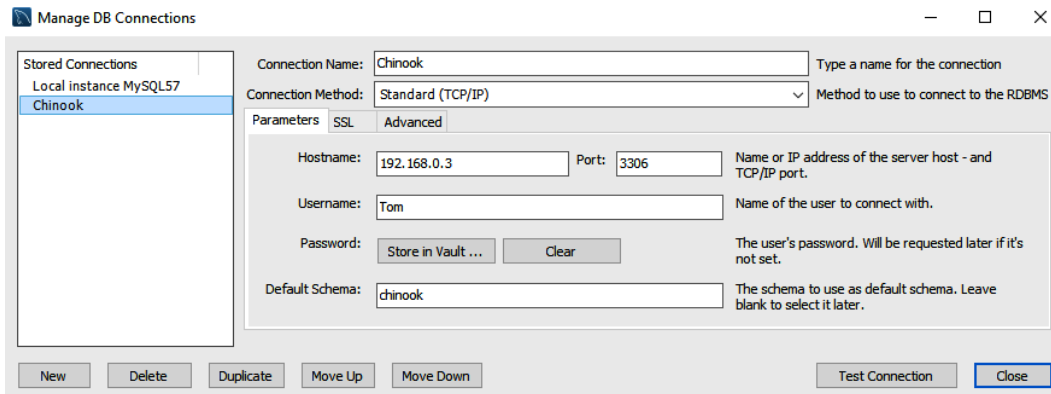 Manage DB Connections
Stored Connections
Local instance MySQL57
Chinook
Connection Name: Chinook Type a name for the connection
Connection Method: Standard (TCP/IP) Method to use to connect to the RDBMS
Parameters SSL Advanced
Hostname: 192.168.0.3 Port: 3306 Name or IP address of the server host - and
TCP/IP port.
Username: Tom Name of the user to connect with.
Password: Store in Vault ... Clear The user's password. Will be requested later if it's
not set.
Default Schema: chinook The schema to use as default schema. Leave
blank to select it later.
New Delete Duplicate Move Up Move Down Test Connection Close